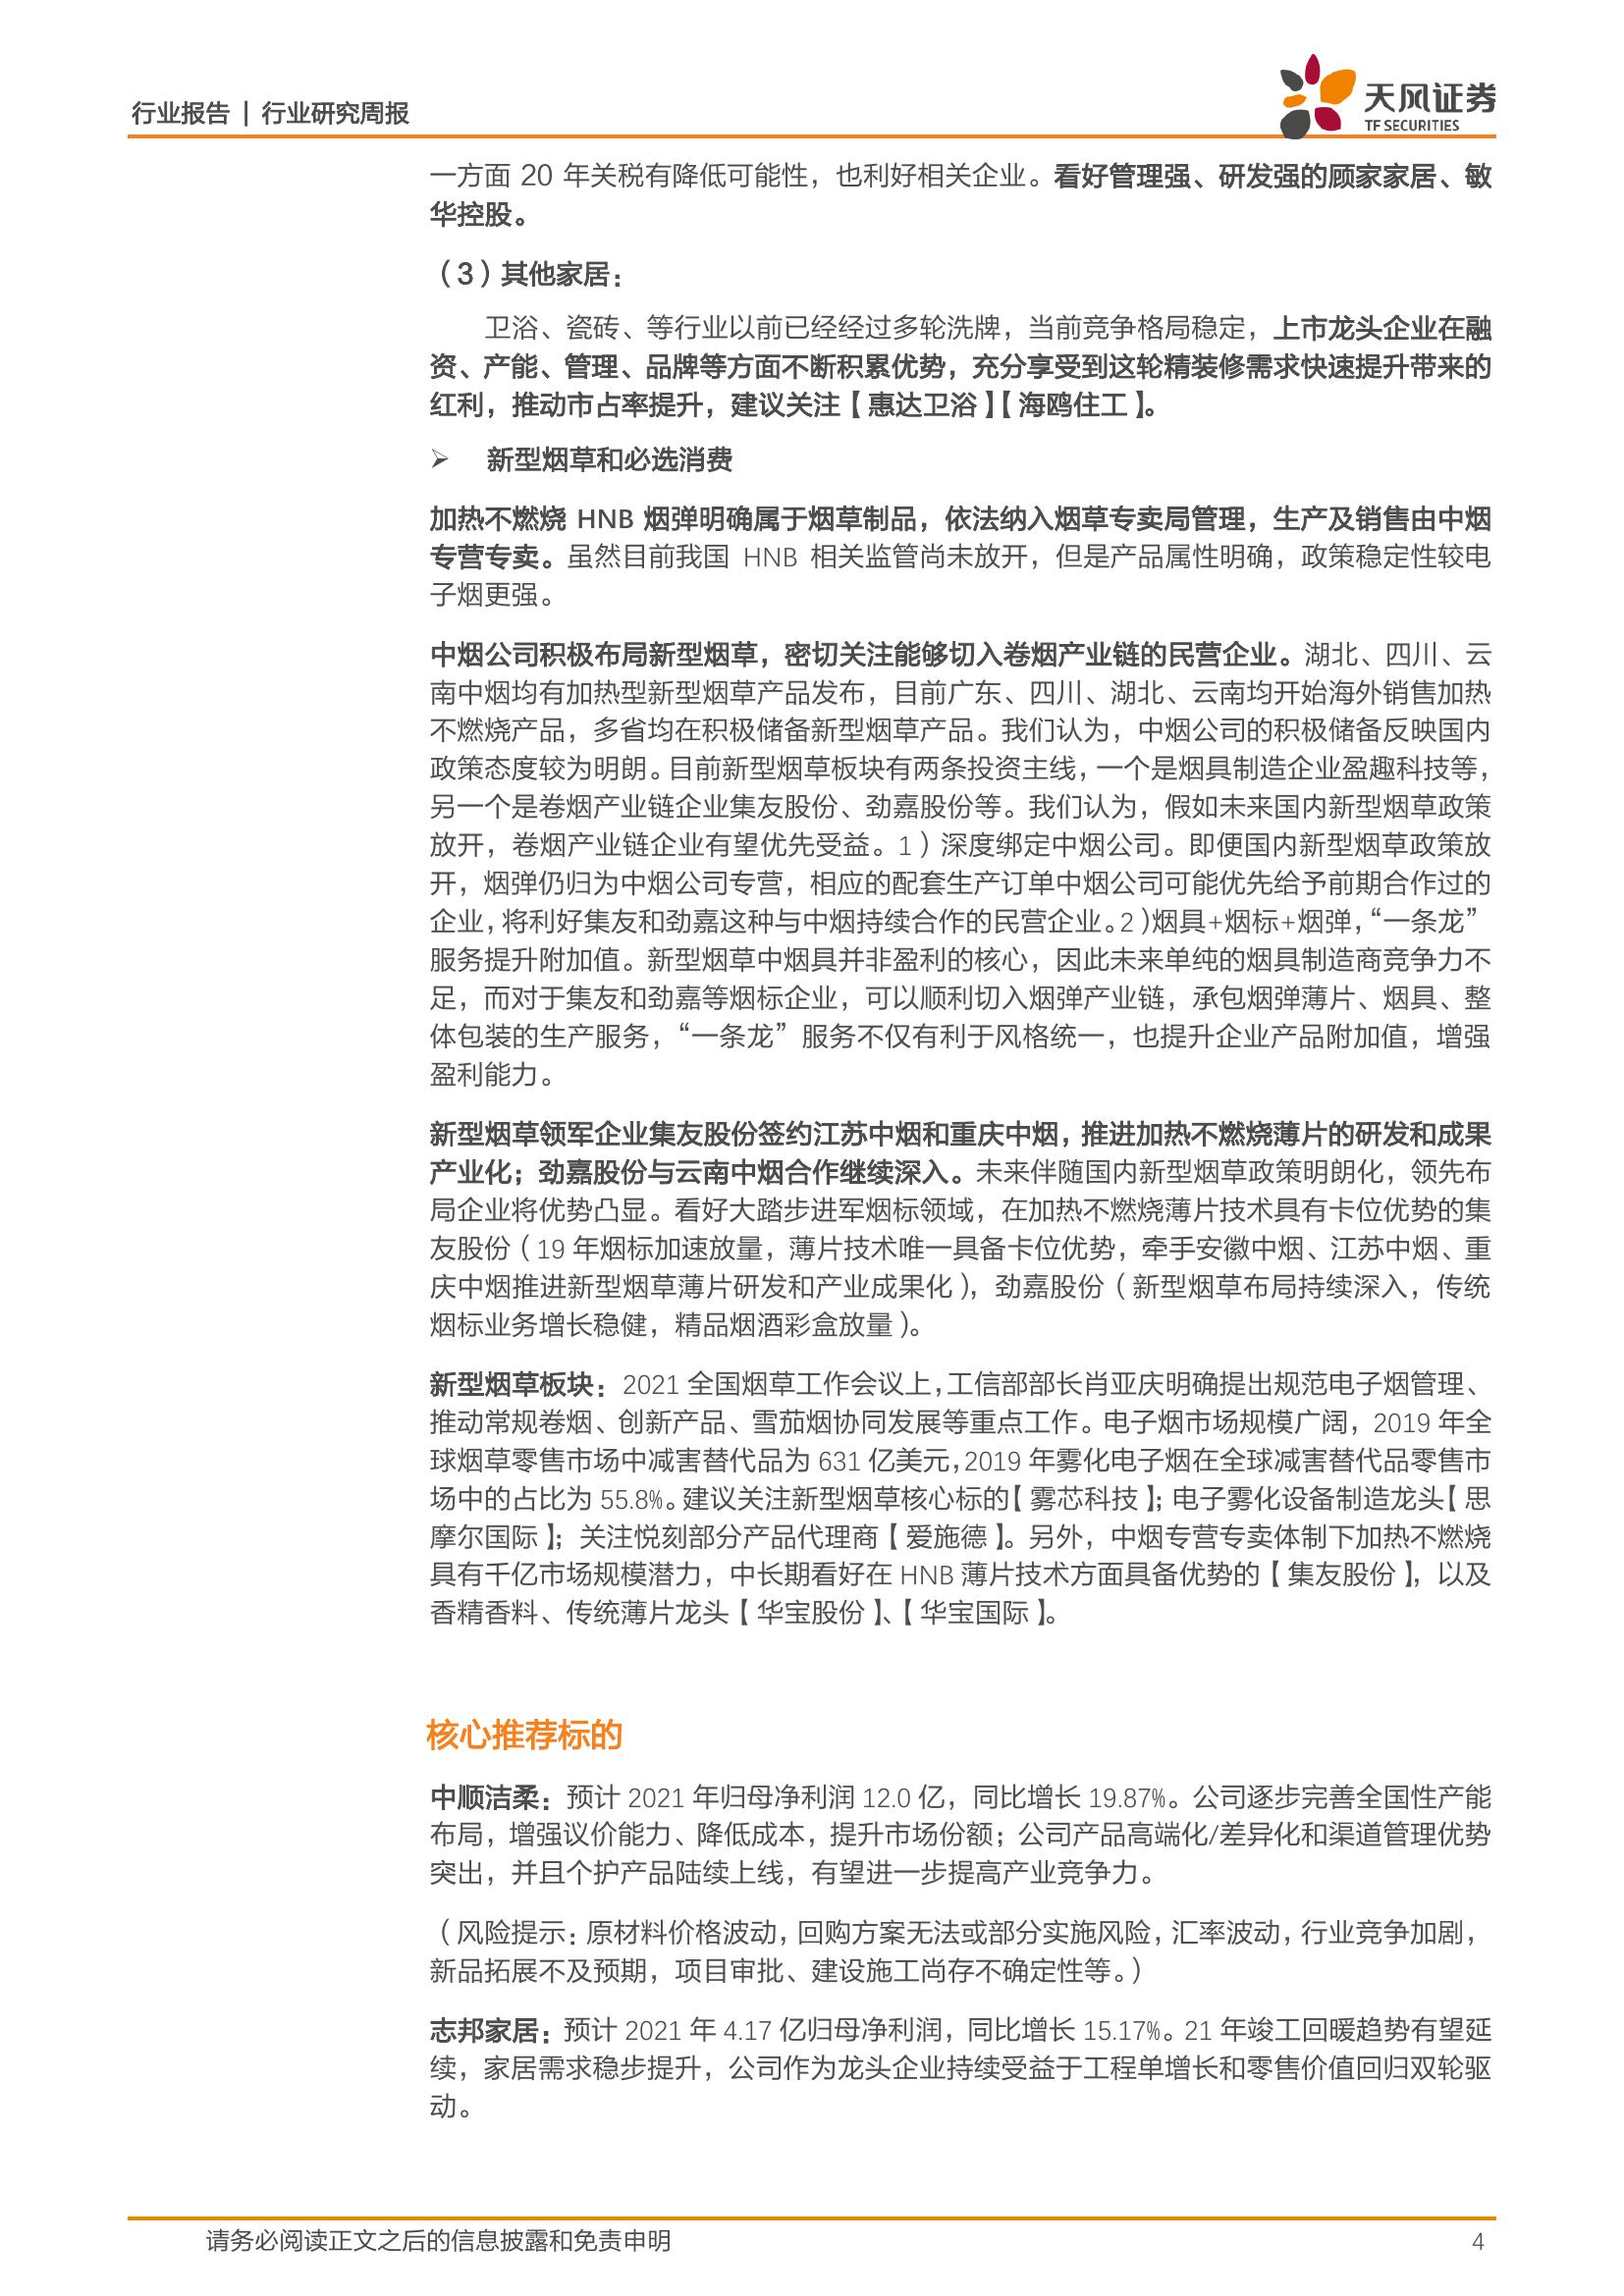 行业报告 | 行业研究周报
天风证券
TF SECURITIES
一方面 20 年关税有降低可能性，也利好相关企业。看好管理强、研发强的顾家家居、敏
华控股。
（3）其他家居：
卫浴、瓷砖、等行业以前已经经过多轮洗牌，当前竞争格局稳定，上市龙头企业在融
资、产能、管理、品牌等方面不断积累优势，充分享受到这轮精装修需求快速提升带来的
红利，推动市占率提升，建议关注【惠达卫浴】【海鸥住工】。
➢ 新型烟草和必选消费
加热不燃烧 HNB 烟弹明确属于烟草制品，依法纳入烟草专卖局管理，生产及销售由中烟
专营专卖。虽然目前我国 HNB 相关监管尚未放开，但是产品属性明确，政策稳定性较电
子烟更强。
中烟公司积极布局新型烟草，密切关注能够切入卷烟产业链的民营企业。湖北、四川、云
南中烟均有加热型新型烟草产品发布，目前广东、四川、湖北、云南均开始海外销售加热
不燃烧产品，多省均在积极储备新型烟草产品。我们认为，中烟公司的积极储备反映国内
政策态度较为明朗。目前新型烟草板块有两条投资主线，一个是烟具制造企业盈趣科技等，
另一个是卷烟产业链企业集友股份、劲嘉股份等。我们认为，假如未来国内新型烟草政策
放开，卷烟产业链企业有望优先受益。1）深度绑定中烟公司。即便国内新型烟草政策放
开，烟弹仍归为中烟公司专营，相应的配套生产订单中烟公司可能优先给予前期合作过的
企业，将利好集友和劲嘉这种与中烟持续合作的民营企业。2）烟具+烟标+烟弹，“一条龙”
服务提升附加值。新型烟草中烟具并非盈利的核心，因此未来单纯的烟具制造商竞争力不
足，而对于集友和劲嘉等烟标企业，可以顺利切入烟弹产业链，承包烟弹薄片、烟具、整
体包装的生产服务，“一条龙”服务不仅有利于风格统一，也提升企业产品附加值，增强
盈利能力。
新型烟草领军企业集友股份签约江苏中烟和重庆中烟，推进加热不燃烧薄片的研发和成果
产业化；劲嘉股份与云南中烟合作继续深入。未来伴随国内新型烟草政策明朗化，领先布
局企业将优势凸显。看好大踏步进军烟标领域，在加热不燃烧薄片技术具有卡位优势的集
友股份（19 年烟标加速放量，薄片技术唯一具备卡位优势，牵手安徽中烟、江苏中烟、重
庆中烟推进新型烟草薄片研发和产业成果化），劲嘉股份（新型烟草布局持续深入，传统
烟标业务增长稳健，精品烟酒彩盒放量）。
新型烟草板块：2021 全国烟草工作会议上，工信部部长肖亚庆明确提出规范电子烟管理、
推动常规卷烟、创新产品、雪茄烟协同发展等重点工作。电子烟市场规模广阔，2019 年全
球烟草零售市场中减害替代品为 631 亿美元，2019 年雾化电子烟在全球减害替代品零售市
场中的占比为 55.8%。建议关注新型烟草核心标的【雾芯科技】；电子雾化设备制造龙头【思
摩尔国际】；关注悦刻部分产品代理商【爱施德】。另外，中烟专营专卖体制下加热不燃烧
具有千亿市场规模潜力，中长期看好在 HNB 薄片技术方面具备优势的【集友股份】，以及
香精香料、传统薄片龙头【华宝股份】、【华宝国际】。
核心推荐标的
中顺洁柔：预计 2021 年归母净利润 12.0 亿，同比增长 19.87%。公司逐步完善全国性产能
布局，增强议价能力、降低成本，提升市场份额；公司产品高端化/差异化和渠道管理优势
突出，并且个护产品陆续上线，有望进一步提高产业竞争力。
（风险提示：原材料价格波动，回购方案无法或部分实施风险，汇率波动，行业竞争加剧，
新品拓展不及预期，项目审批、建设施工尚存不确定性等。）
志邦家居：预计 2021 年 4.17 亿归母净利润，同比增长 15.17%。21 年竣工回暖趋势有望延
续，家居需求稳步提升，公司作为龙头企业持续受益于工程单增长和零售价值回归双轮驱
动。
请务必阅读正文之后的信息披露和免责申明
4